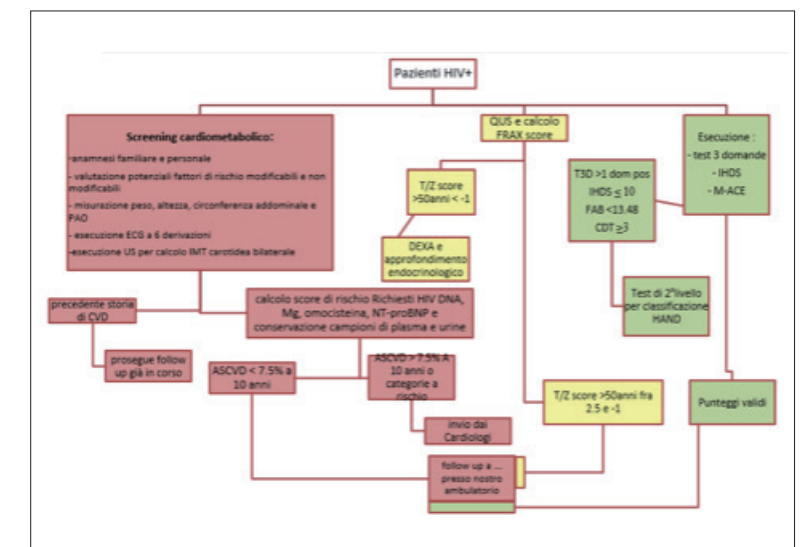 Pazienti HIV+
Screening cardiometabolico:
-anamnesi familiare e personale
- valutazione potenziali fattori di rischio modificabili e non
modificabili
- misurazione peso, altezza, circonferenza addominale e
PAO
- esecuzione ECG a 6 derivazioni
-esecuzione US per calcolo IMT carotidea bilaterale
QUS e calcolo
FRAX score
Esecuzione :
- test 3 domande
- IHDS
- M-ACE
T/Z score
>50anni < -1
T3D >1 dom pos
IHDS ≤ 10
FAB <13.48
CDT ≥3
DEXA e
approfondimento
endocrinologico
Test di 2°livello
per classificazione
HAND
precedente storia
di CVD
calcolo score di rischio Richiesti HIV DNA,
Mg, omocisteina, NT-proBNP e
conservazione campioni di plasma e urine
prosegue follow
up già in corso
ASCVD < 7.5% a
10 anni
ASCVD > 7.5% A
10 anni o
categorie a
rischio
T/Z score >50anni fra
2.5 e -1
Punteggi validi
invio dai
Cardiologi
follow up a ...
presso nostro
ambulatorio